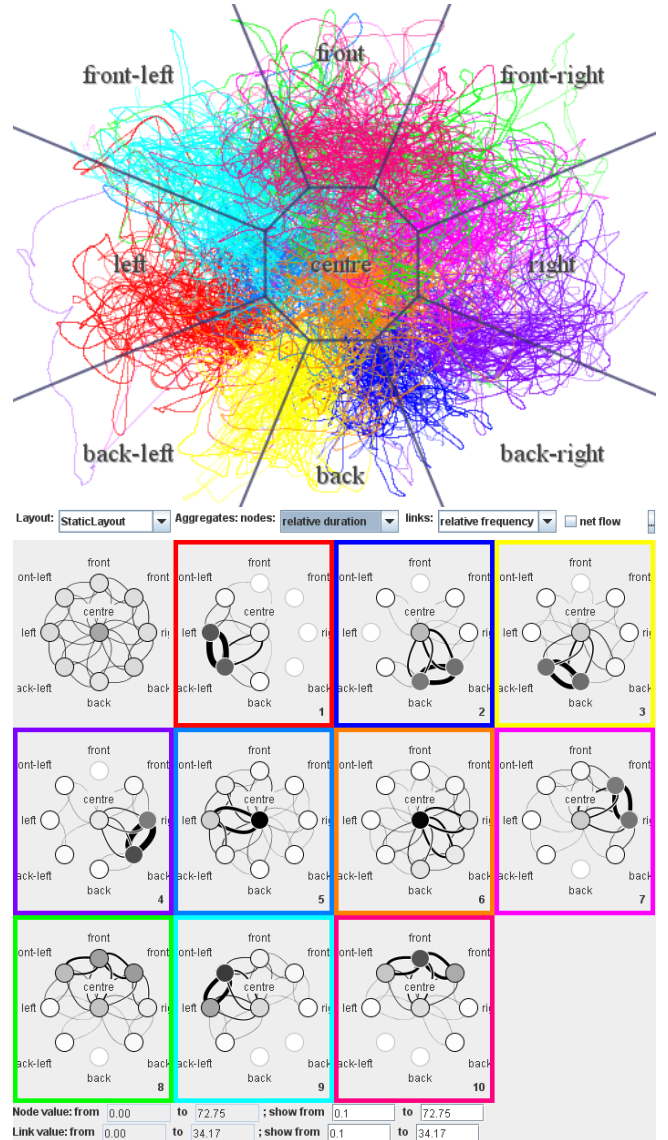 front
front-left
front-right
left
centre
right
back-left
back
back-right
Layout: StaticLayout Aggregates: nodes: relative duration links: relative frequency net flow ..
front front front front
ont-left front ont-left front ont-left front ont-left front
centre centre centre centre
left ri left ri left ri left ri
ack-left back ack-left back ack-left back ack-left back
back back back back
1 2 3
front front front front
ont-left front ont-left front ont-left front ont-left front
centre centre centre centre
left ri left ri left ri left ri
ack-left back ack-left back ack-left back ack-left back
back back back back
4 5 6 7
front front front
ont-left front ont-left front ont-left front
centre centre centre
left ri left ri left ri
ack-left back ack-left back ack-left back
back back back
8 9 10
Node value: from 0.00 to 72.75 ; show from 0.1 to 72.75
Link value: from 0.00 to 34.17 ; show from 0.1 to 34.17